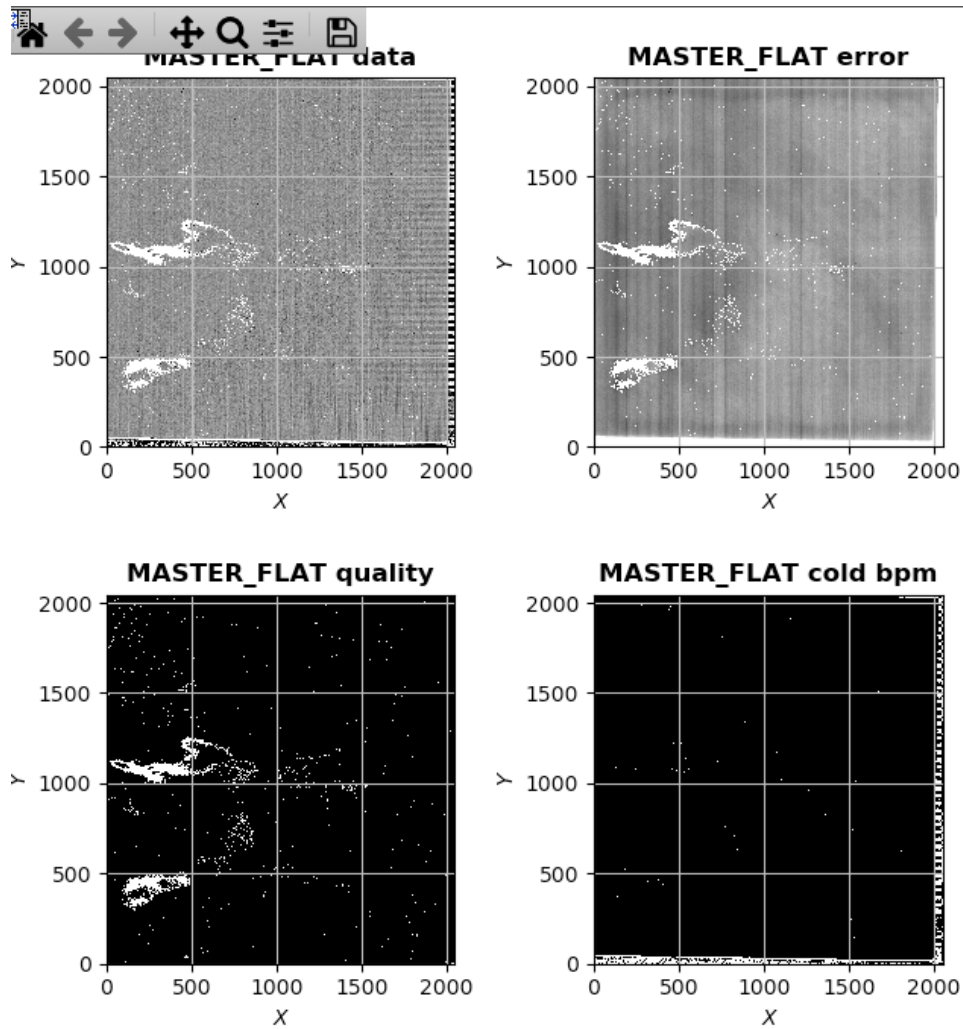 MASTER_FLAT data
2000
1500
1000
500
0
Y
0 500 1000 1500 2000
X
MASTER_FLAT error
2000
1500
1000
500
0
Y
0 500 1000 1500 2000
X
MASTER_FLAT quality
2000
1500
1000
500
0
Y
0 500 1000 1500 2000
X
MASTER_FLAT cold bpm
2000
1500
1000
500
0
Y
0 500 1000 1500 2000
X